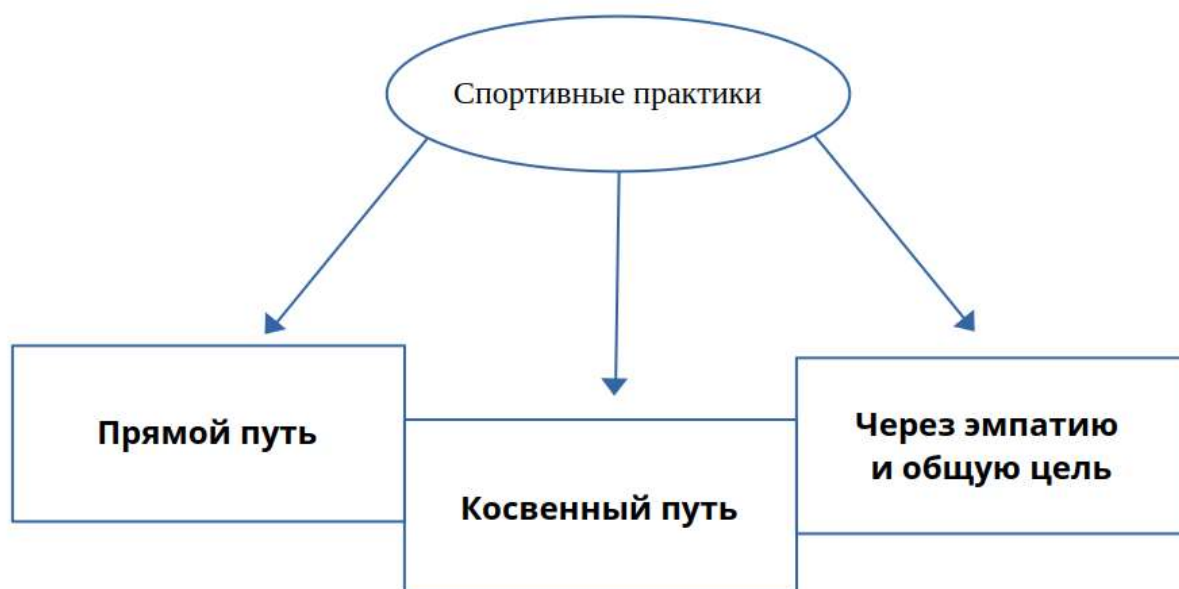 Спортивные практики
Прямой путь
Косвенный путь
Через эмпатию
и общую цель